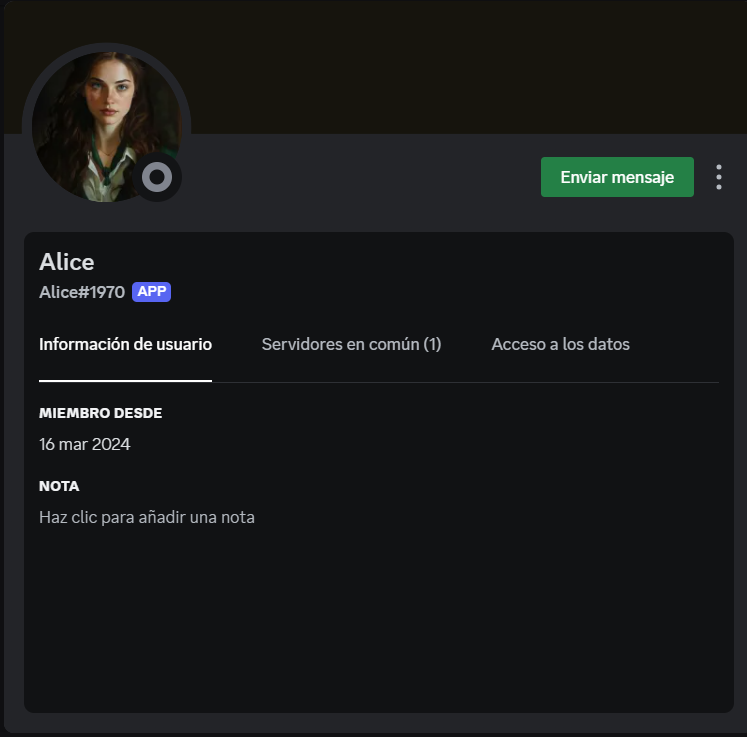 Enviar mensaje
Alice
Alice#1970 APP
Información de usuario Servidores en común (1) Acceso a los datos
MIEMBRO DESDE
16 mar 2024
NOTA
Haz clic para añadir una nota